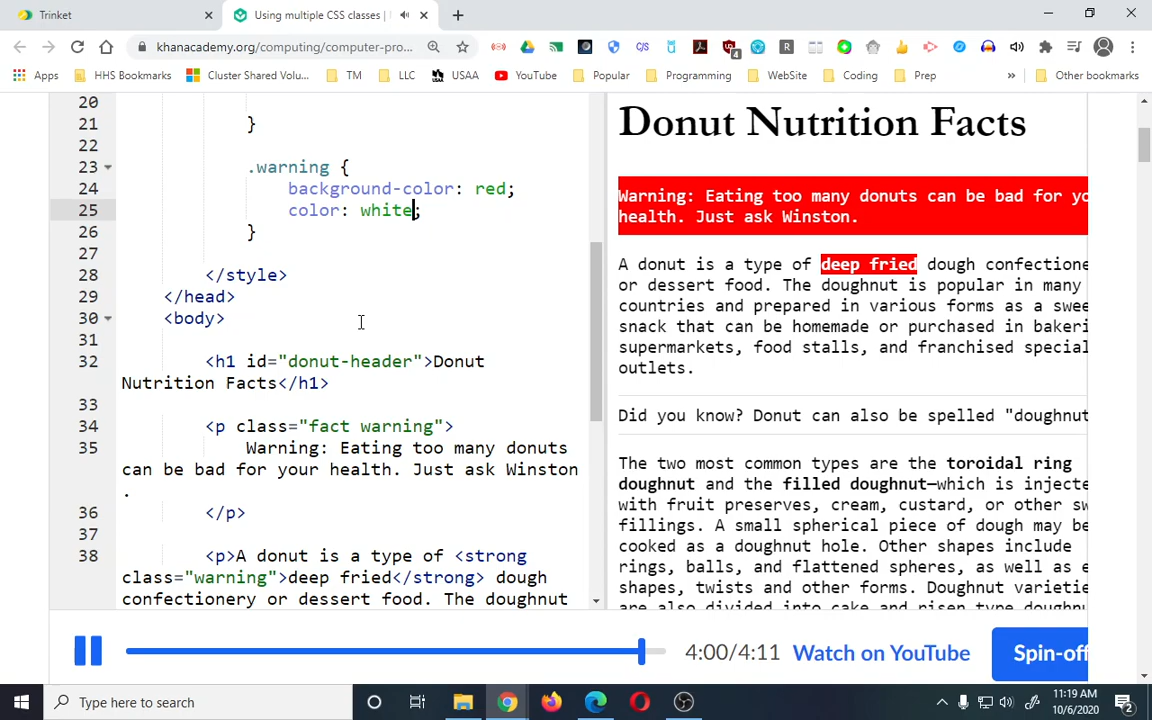 Trinket
Using multiple CSS classes |
khanacademy.org/computing/computer-pro...
Apps
HHS Bookmarks
Cluster Shared Volu...
TM
LLC
USAA
YouTube
Popular
Programming
WebSite
Coding
Prep
»
Other bookmarks
20
21 }
22
23 .warning {
24 background-color: red;
25 color: white;
26 }
27
28 </style>
29 </head>
30 <body>
31
32 <h1 id="donut-header">Donut
Nutrition Facts</h1>
33
34 <p class="fact warning">
35 Warning: Eating too many donuts
can be bad for your health. Just ask Winston
.
36 </p>
37
38 <p>A donut is a type of <strong
class="warning">deep fried</strong> dough
confectionery or dessert food. The doughnut
Donut Nutrition Facts
Warning: Eating too many donuts can be bad for yo
health. Just ask Winston.
A donut is a type of deep fried dough confectione
or dessert food. The doughnut is popular in many
countries and prepared in various forms as a swee
snack that can be homemade or purchased in bakeri
supermarkets, food stalls, and franchised special
outlets.
Did you know? Donut can also be spelled "doughnut
The two most common types are the toroidal ring
doughnut and the filled doughnut—which is injecte
with fruit preserves, cream, custard, or other sw
fillings. A small spherical piece of dough may be
cooked as a doughnut hole. Other shapes include
rings, balls, and flattened spheres, as well as e
shapes, twists and other forms. Doughnut varietie
are also divided into cake and risen type doughnu
4:00/4:11
Watch on YouTube
Spin-off
Type here to search
11:19 AM
10/6/2020
2